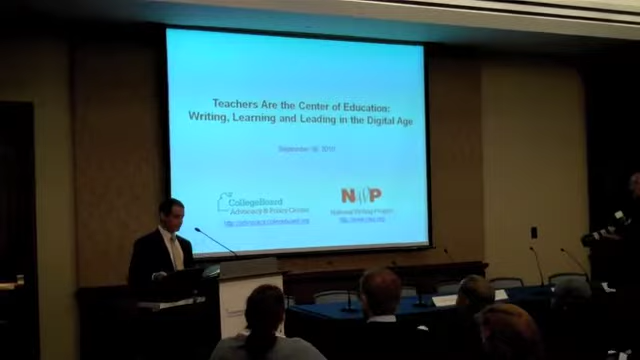 Teachers Are the Center of Education:
Writing, Learning and Leading in the Digital Age
CollegeBoard
Advocacy & Policy Center
NWP
National Writing Project